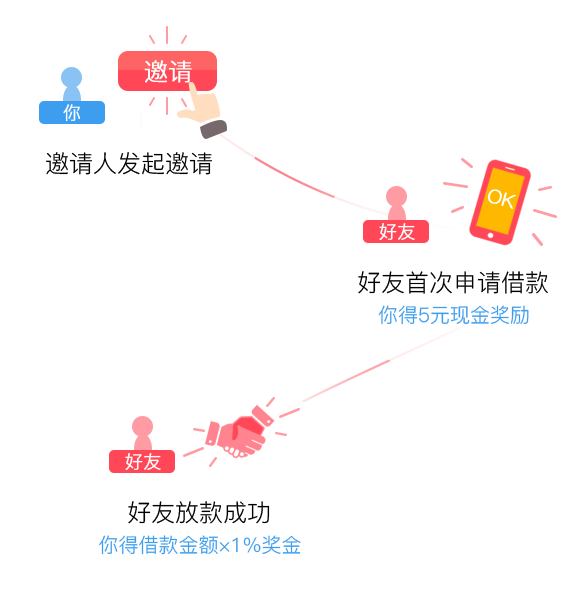 邀请
你
邀请人发起邀请
OK
好友
好友首次申请借款
你得5元现金奖励
好友
好友放款成功
你得借款金额×1%奖金